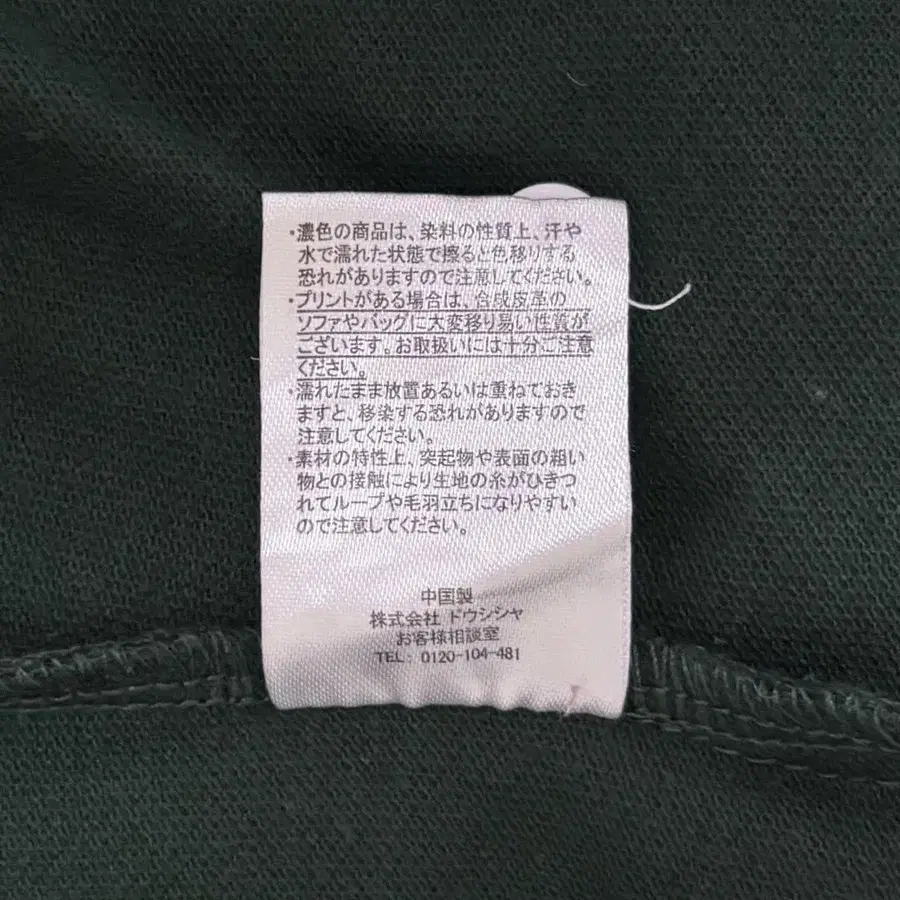 ・濃色の商品は、染料の性質上、汗や
水で濡れた状態で擦ると色移りする
恐れがありますので注意してください。
・プリントがある場合は、合成皮革の
ソファやバッグに大変移り易い性質が
ございます。お取扱いには十分ご注意
ください。
・濡れたまま放置あるいは重ねておき
ますと、移染する恐れがありますので
注意してください。
・素材の特性上、突起物や表面の粗い
物との接触により生地の糸がひきつ
れてループや毛羽立ちになりやすい
ので注意してください。
中国製
株式会社 ドウシシャ
お客様相談室
TEL: 0120-104-481